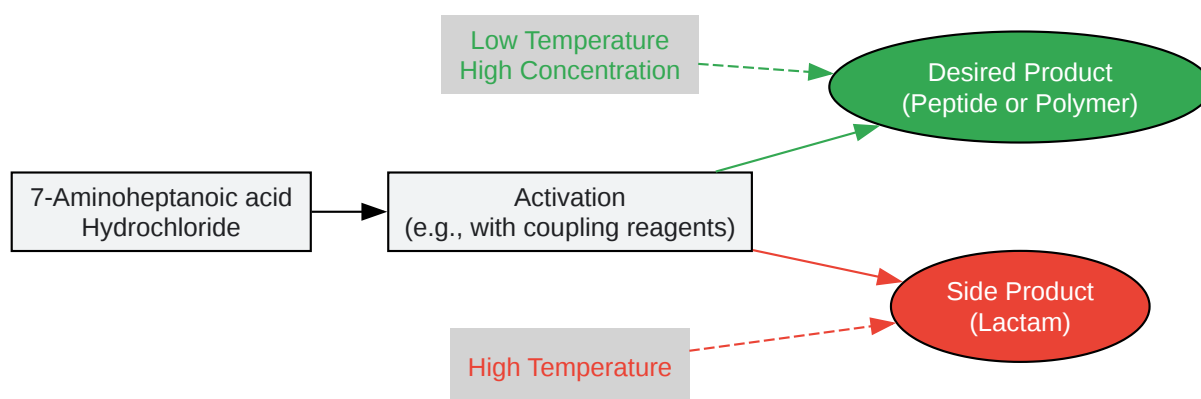 Low Temperature
High Concentration
Desired Product
(Peptide or Polymer)
7-Aminoheptanoic acid
Hydrochloride
Activation
(e.g., with coupling reagents)
Side Product
(Lactam)
High Temperature